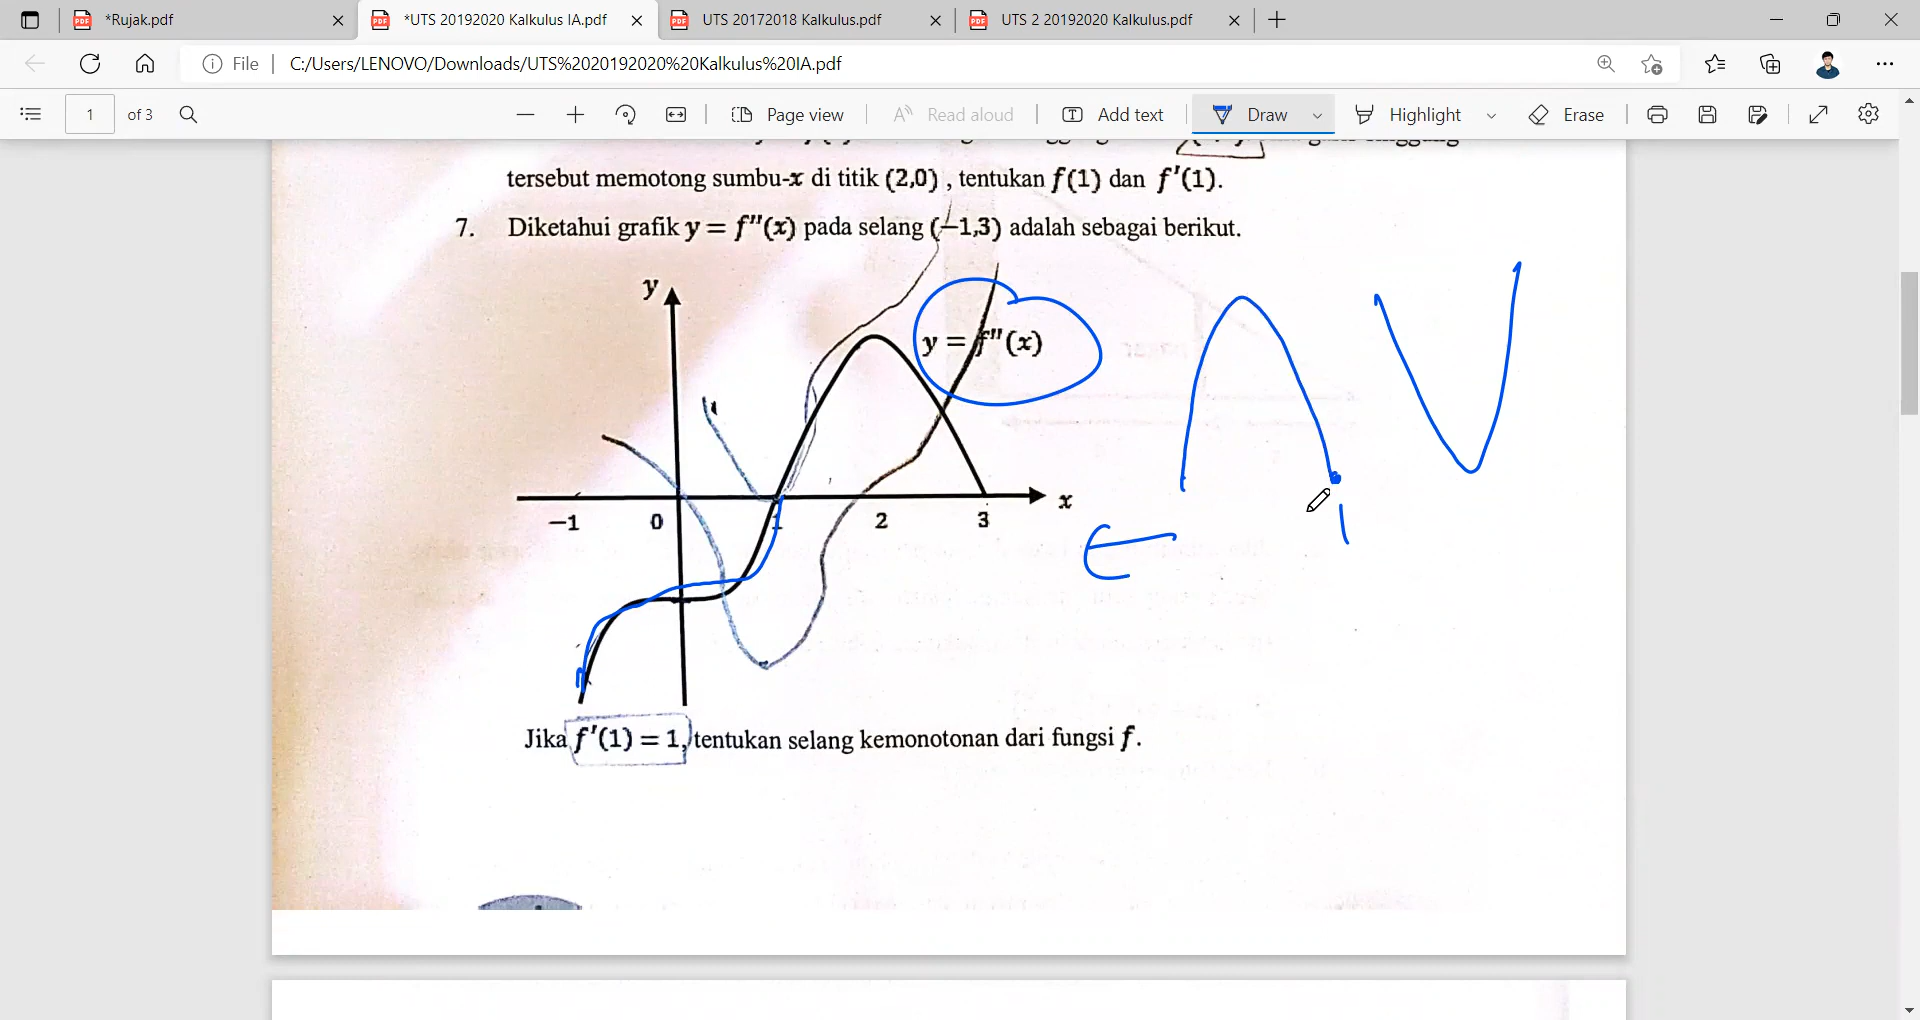 *Rujak.pdf
*UTS 20192020 Kalkulus IA.pdf
UTS 20172018 Kalkulus.pdf
UTS 2 20192020 Kalkulus.pdf
File
C:/Users/LENOVO/Downloads/UTS%2020192020%20Kalkulus%20IA.pdf
1 of 3
Page view
Read aloud
Add text
Draw
Highlight
Erase
tersebut memotong sumbu-x di titik (2,0) , tentukan f(1) dan f'(1).
7. Diketahui grafik y = f''(x) pada selang (−1,3) adalah sebagai berikut.
y
y = f''(x)
x
−1 0 1 2 3
Jika f'(1) = 1, tentukan selang kemonotonan dari fungsi f.